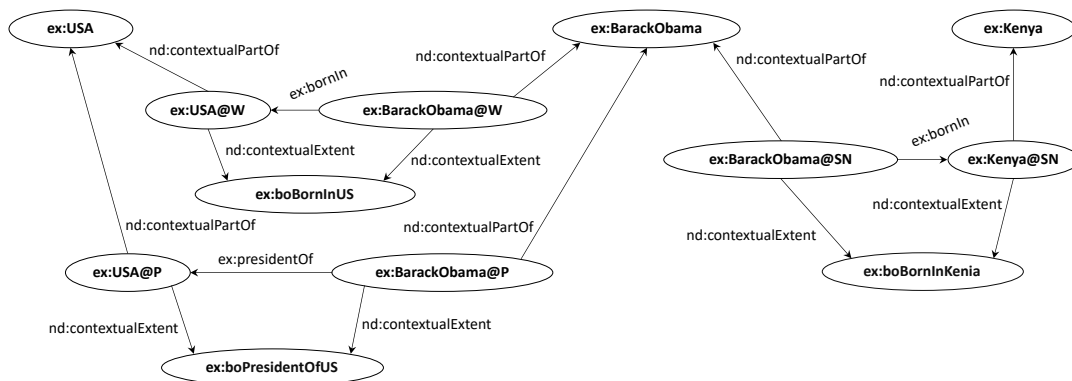 ex:USA
ex:BarackObama
ex:Kenya
nd:contextualPartOf
nd:contextualPartOf
nd:contextualPartOf
nd:contextualPartOf
ex:bornIn
ex:USA@W
ex:BarackObama@W
ex:bornIn
ex:BarackObama@SN
ex:Kenya@SN
nd:contextualExtent
nd:contextualExtent
ex:boBornInUS
nd:contextualExtent
nd:contextualPartOf
nd:contextualPartOf
nd:contextualExtent
ex:USA@P
ex:presidentOf
ex:BarackObama@P
ex:boBornInKenia
nd:contextualExtent
nd:contextualExtent
ex:boPresidentOfUS